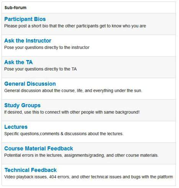 Sub-forum
Participant Bios
Please post a short bio that the other participants get to know who you are
Ask the Instructor
Pose your questions directly to the instructor
Ask the TA
Pose your questions directly to the TA
General Discussion
General discussion about the course, life, and everything under the sun.
Study Groups
If desired, use this to connect with other people with same background!
Lectures
Specific questions,comments & discussions about the lectures.
Course Material Feedback
Potential errors in the lectures, assignments/grading, and other course materials
Technical Feedback
Video playback issues, 404 errors, and other technical issues and bugs with the platform